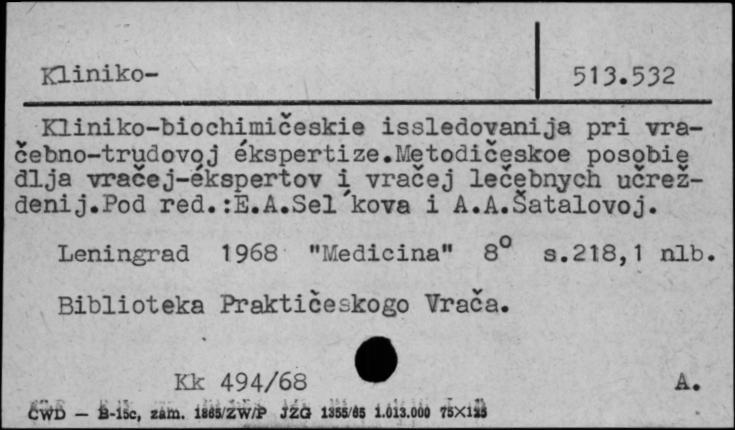 Kliniko-
513.532
Kliniko-biochimičeskie issledovanija pri vra-
čebno-trudovoj ékspertize.Metodičeskoe posobie
dlja vračej-ékspertov i vračej lečebnych učrež-
denij.Pod red.:E.A.Sel´kova i A.A.Šatalovoj.
Leningrad 1968 "Medicina" 8° s.218,1 nlb.
Biblioteka Praktičeskogo Vrača.
Kk 494/68 A.
CWD — B-15c, zam. 1865/ZW/P JZG 1355/65 1.013.000 75×125